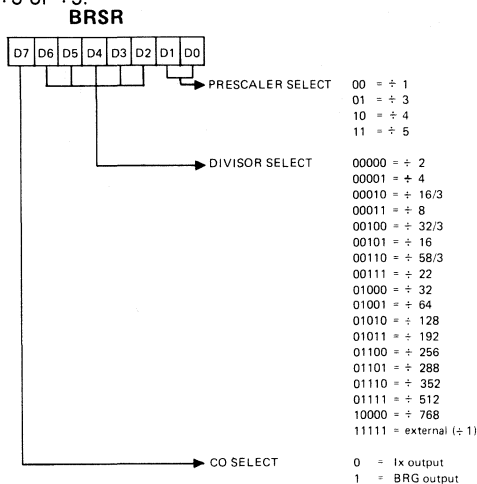 BRSR
D7 D6 D5 D4 D3 D2 D1 D0
PRESCALER SELECT 00 = ÷ 1
01 = ÷ 3
10 = ÷ 4
11 = ÷ 5
DIVISOR SELECT 00000 = ÷ 2
00001 = ÷ 4
00010 = ÷ 16/3
00011 = ÷ 8
00100 = ÷ 32/3
00101 = ÷ 16
00110 = ÷ 58/3
00111 = ÷ 22
01000 = ÷ 32
01001 = ÷ 64
01010 = ÷ 128
01011 = ÷ 192
01100 = ÷ 256
01101 = ÷ 288
01110 = ÷ 352
01111 = ÷ 512
10000 = ÷ 768
11111 = external (÷ 1)
CO SELECT 0 = Ix output
1 = BRG output